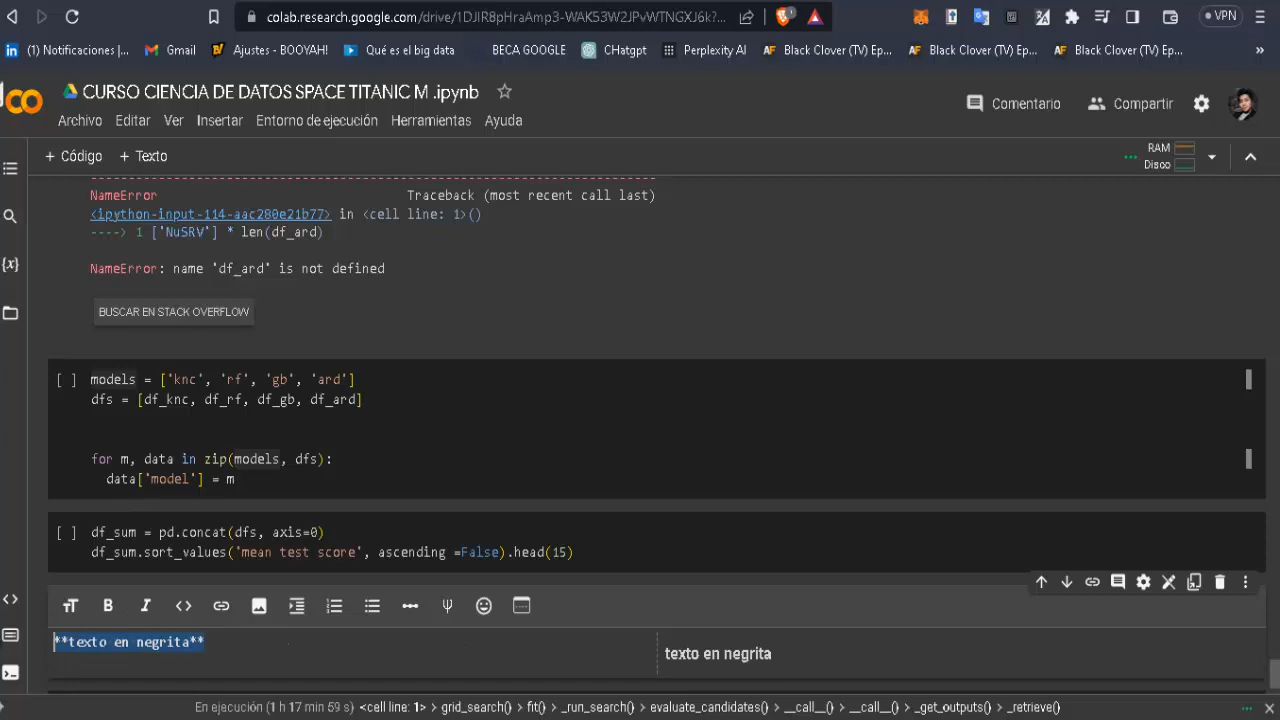 colab.research.google.com/drive/1DJIR8pHraAmp3-WAK53W2JPvWTNGXJ6k?...
VPN
(1) Notificaciones |...
Gmail
Ajustes - BOOYAH!
Qué es el big data
BECA GOOGLE
CHatgpt
Perplexity AI
Black Clover (TV) Ep...
Black Clover (TV) Ep...
Black Clover (TV) Ep...
»
CURSO CIENCIA DE DATOS SPACE TITANIC M .ipynb
Comentario
Compartir
Archivo Editar Ver Insertar Entorno de ejecución Herramientas Ayuda
+ Código + Texto
RAM
Disco
NameError Traceback (most recent call last)
<ipython-input-114-aac280e21b77> in <cell line: 1>()
----> 1 ['NuSRV'] * len(df_ard)
NameError: name 'df_ard' is not defined
BUSCAR EN STACK OVERFLOW
[ ] models = ['knc', 'rf', 'gb', 'ard']
dfs = [df_knc, df_rf, df_gb, df_ard]
for m, data in zip(models, dfs):
data['model'] = m
[ ] df_sum = pd.concat(dfs, axis=0)
df_sum.sort_values('mean test score', ascending =False).head(15)
**texto en negrita**
texto en negrita
En ejecución (1 h 17 min 59 s) <cell line: 1> > grid_search() > fit() > _run_search() > evaluate_candidates() > __call__() > __call__() > _get_outputs() > _retrieve()